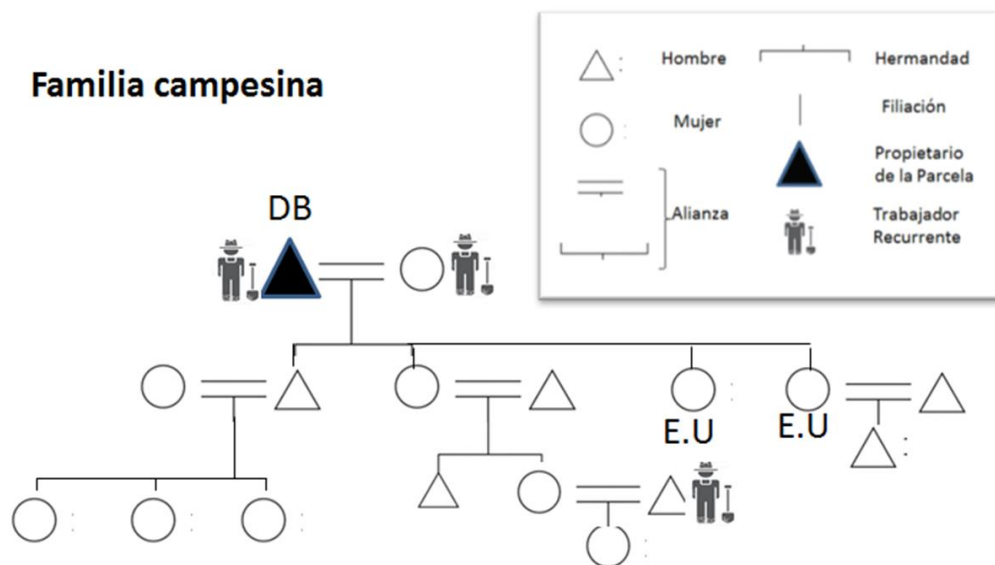 Familia campesina
Hombre
Hermandad
Mujer
Filiación
Propietario
de la Parcela
Alianza
Trabajador
Recurrente
DB
E.U
E.U